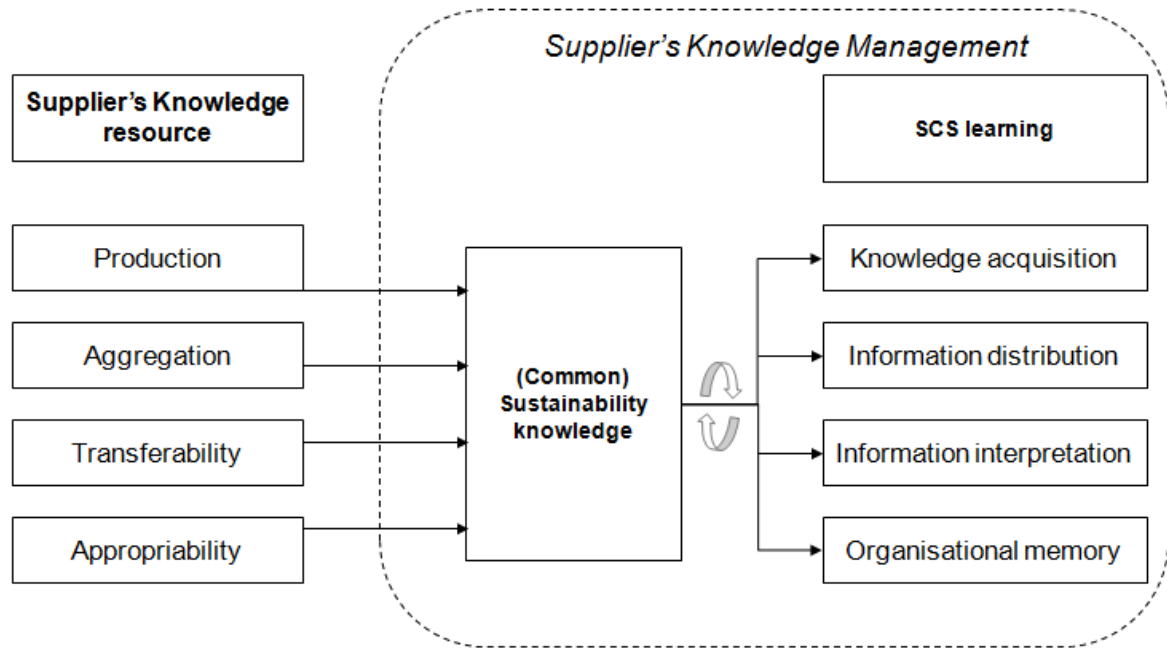 Supplier's Knowledge Management
Supplier's Knowledge
resource
SCS learning
Production
Aggregation
Transferability
Appropriability
(Common)
Sustainability
knowledge
Knowledge acquisition
Information distribution
Information interpretation
Organisational memory